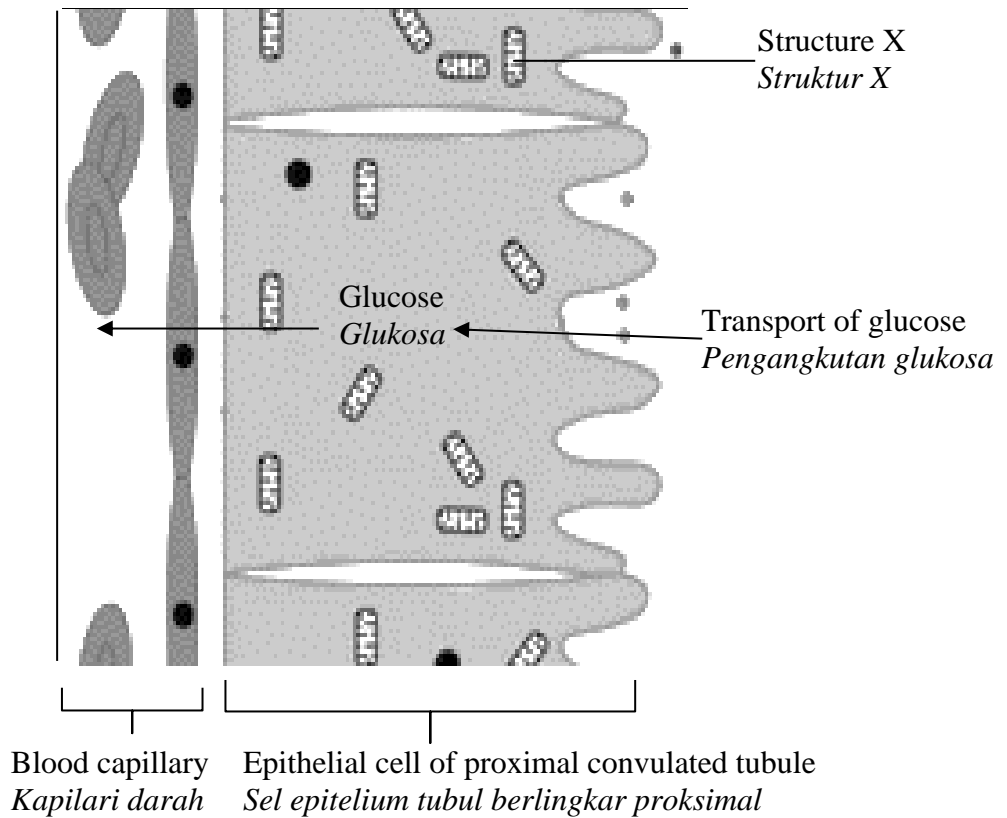 Structure X
Struktur X
Glucose
Glukosa
Transport of glucose
Pengangkutan glukosa
Blood capillary
Kapilari darah
Epithelial cell of proximal convulated tubule
Sel epitelium tubul berlingkar proksimal